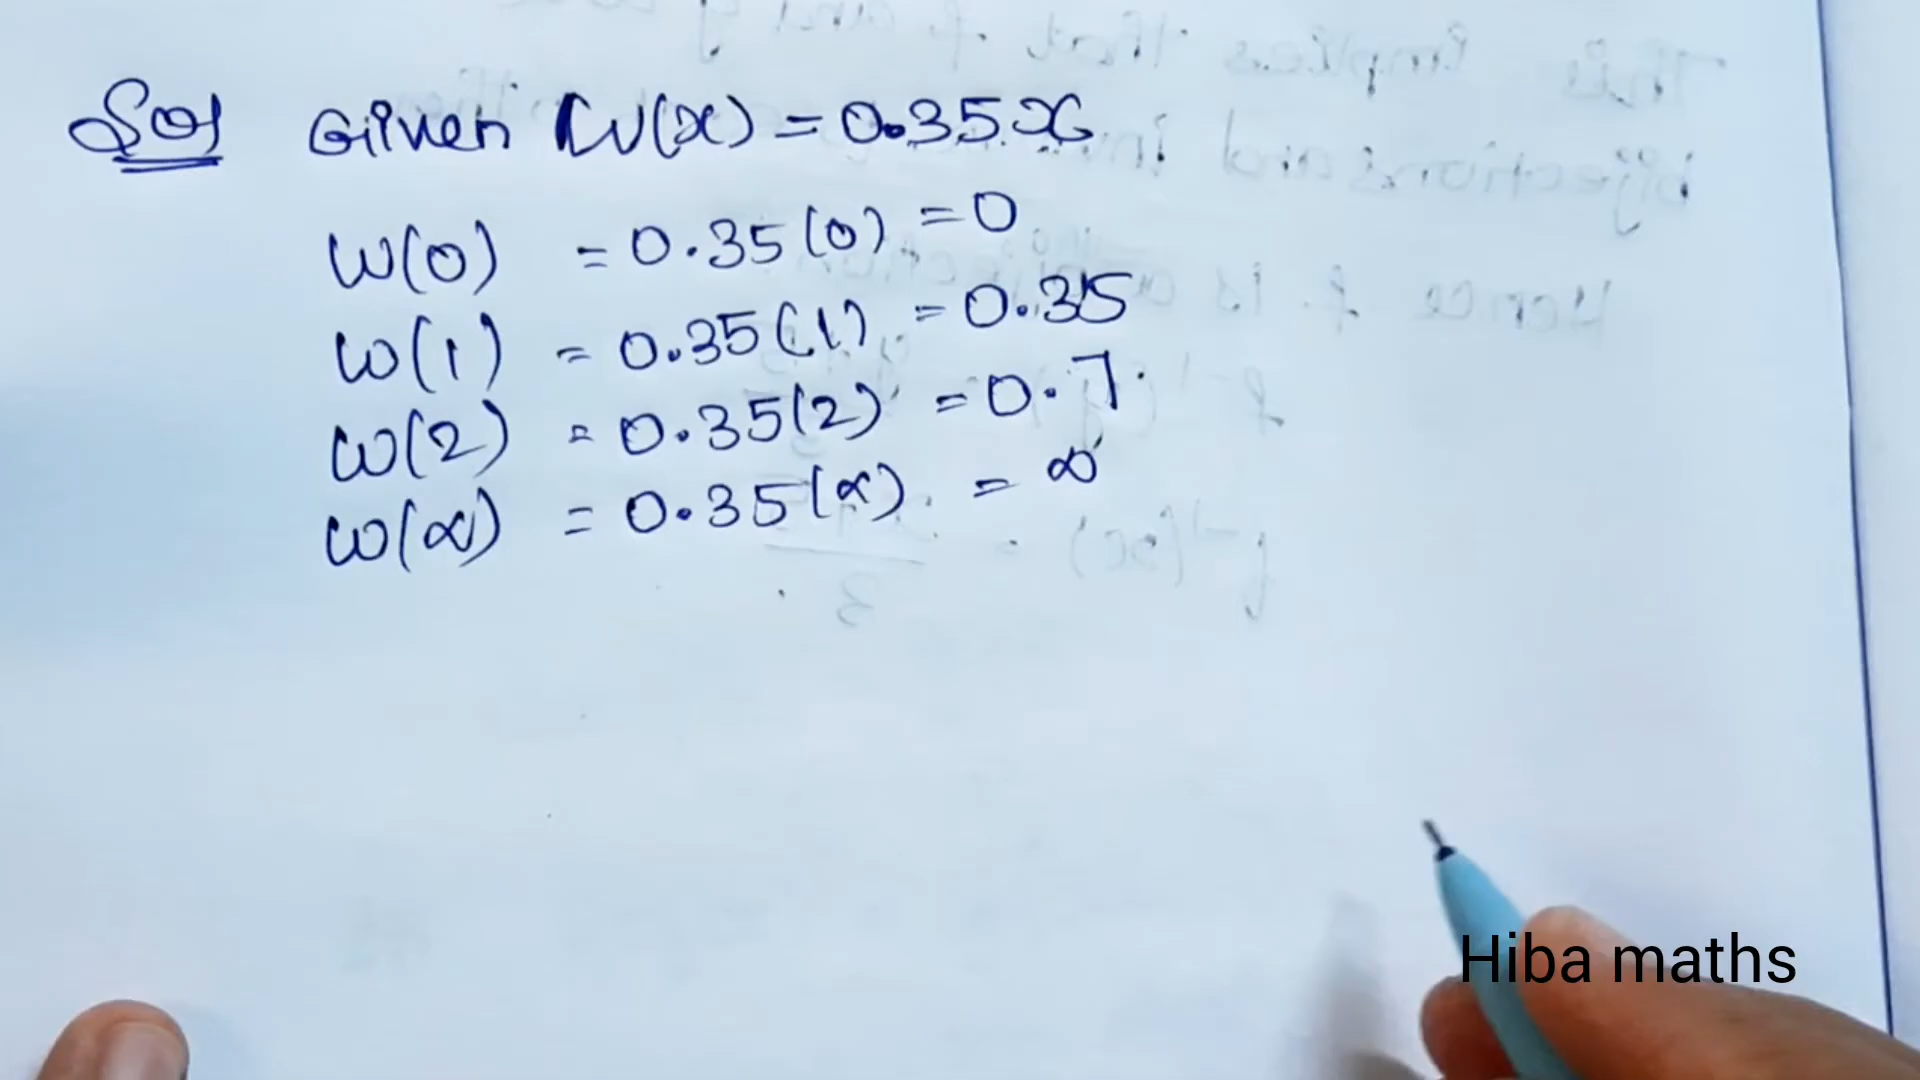 Sol Given W(x) = 0.35x
W(0) = 0.35(0) = 0
W(1) = 0.35(1) = 0.35
W(2) = 0.35(2) = 0.7
W(∝) = 0.35(∝) = ∞
Hiba maths